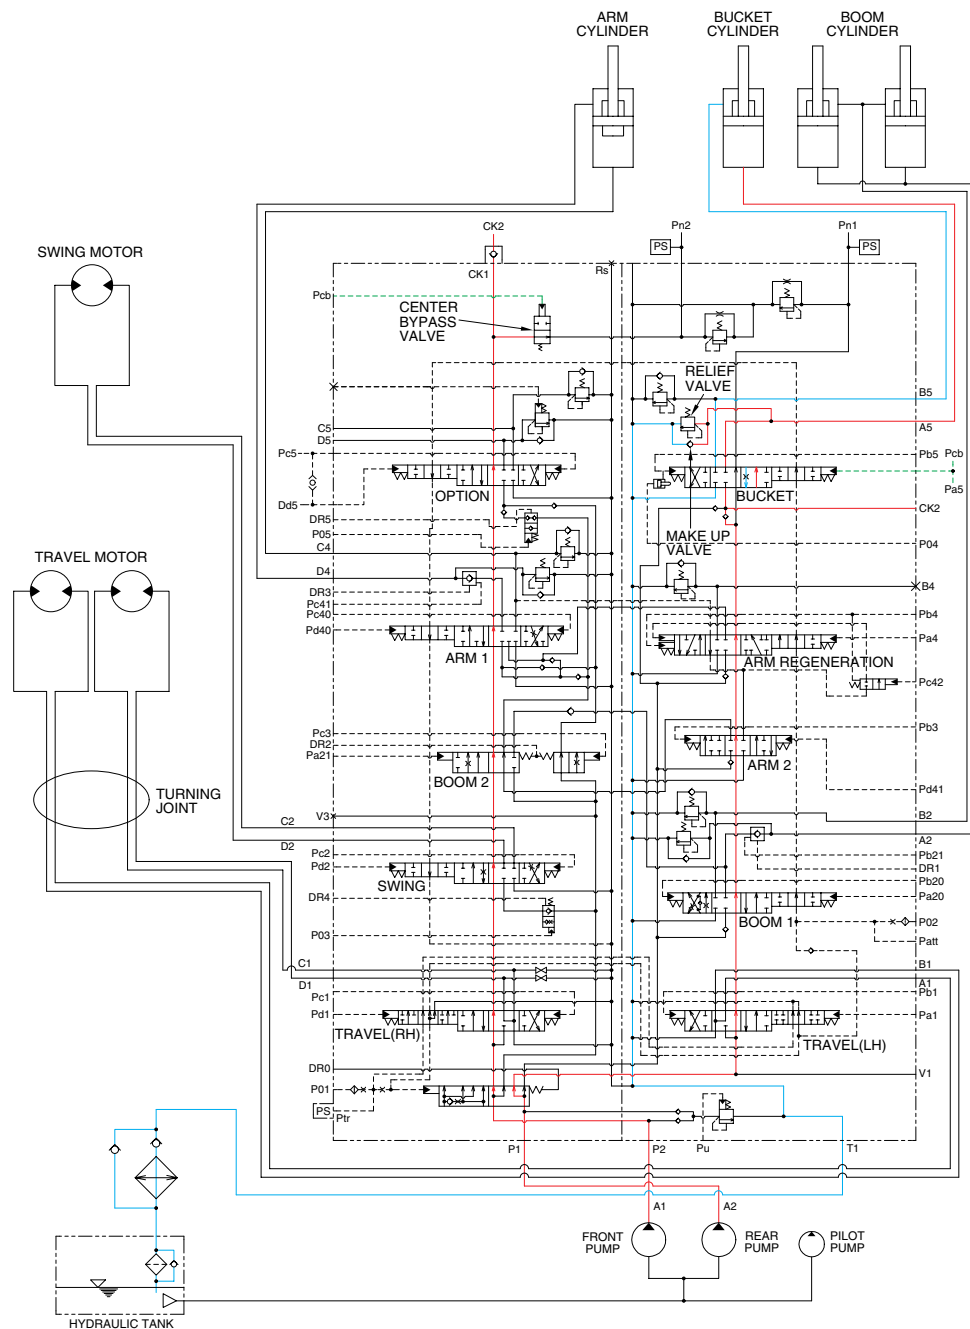 ARM
CYLINDER
BUCKET
CYLINDER
BOOM
CYLINDER
CK2
Pn2
Pn1
PS
PS
SWING MOTOR
CK1
Rs
Pcb
CENTER
BYPASS
VALVE
RELIEF
VALVE
B5
C5
D5
A5
Pc5
Pb5
Pcb
OPTION
BUCKET
Dd5
Pa5
DR5
CK2
P05
MAKE UP
VALVE
P04
C4
TRAVEL MOTOR
D4
DR3
B4
Pc41
Pc40
Pb4
Pd40
Pa4
ARM 1
ARM REGENERATION
Pc42
Pc3
Pb3
DR2
Pa21
BOOM 2
ARM 2
TURNING
JOINT
Pd41
V3
C2
B2
D2
A2
Pc2
Pb21
Pd2
DR1
SWING
Pb20
DR4
Pa20
BOOM 1
P03
P02
Patt
C1
B1
D1
A1
Pc1
Pb1
Pd1
Pa1
TRAVEL(RH)
TRAVEL(LH)
DR0
V1
P01
PS
Ptr
P1
P2
Pu
T1
A1
A2
FRONT
PUMP
REAR
PUMP
PILOT
PUMP
HYDRAULIC TANK